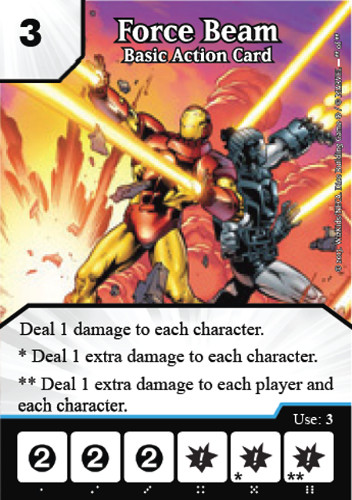 3
Force Beam
Basic Action Card
Deal 1 damage to each character.
* Deal 1 extra damage to each character.
** Deal 1 extra damage to each player and
each character.
Use: 3
2 2 2 ! ! !
* **